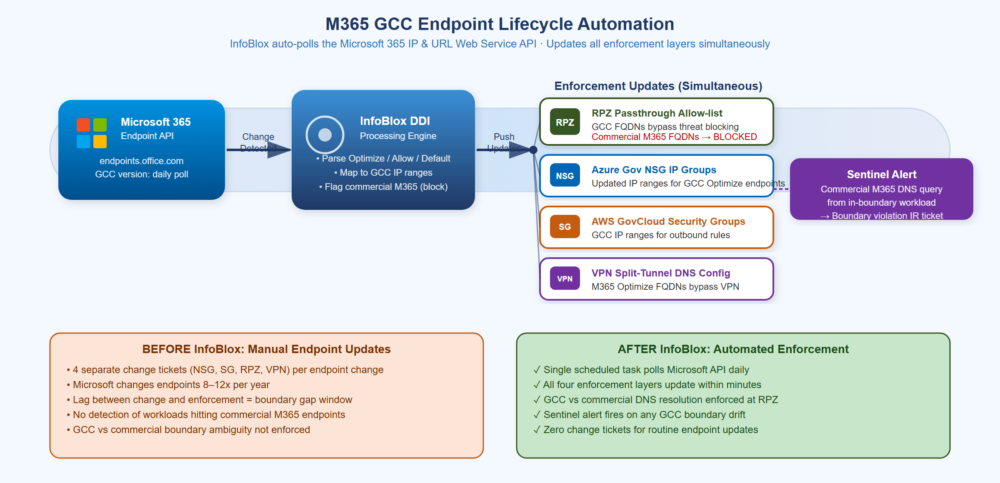 M365 GCC Endpoint Lifecycle Automation
InfoBlox auto-polls the Microsoft 365 IP & URL Web Service API · Updates all enforcement layers simultaneously
Microsoft 365
Endpoint API
endpoints.office.com
GCC version: daily poll
Change
Detected
InfoBlox DDI
Processing Engine
• Parse Optimize / Allow / Default
• Map to GCC IP ranges
• Flag commercial M365 (block)
Push
Updates
Enforcement Updates (Simultaneous)
RPZ
RPZ Passthrough Allow-list
GCC FQDNs bypass threat blocking
Commercial M365 FQDNs → BLOCKED
NSG
Azure Gov NSG IP Groups
Updated IP ranges for GCC Optimize endpoints
SG
AWS GovCloud Security Groups
GCC IP ranges for outbound rules
VPN
VPN Split-Tunnel DNS Config
M365 Optimize FQDNs bypass VPN
Sentinel Alert
Commercial M365 DNS query
from in-boundary workload
→ Boundary violation IR ticket
BEFORE InfoBlox: Manual Endpoint Updates
• 4 separate change tickets (NSG, SG, RPZ, VPN) per endpoint change
• Microsoft changes endpoints 8–12x per year
• Lag between change and enforcement = boundary gap window
• No detection of workloads hitting commercial M365 endpoints
• GCC vs commercial boundary ambiguity not enforced
AFTER InfoBlox: Automated Enforcement
✓ Single scheduled task polls Microsoft API daily
✓ All four enforcement layers update within minutes
✓ GCC vs commercial DNS resolution enforced at RPZ
✓ Sentinel alert fires on any GCC boundary drift
✓ Zero change tickets for routine endpoint updates